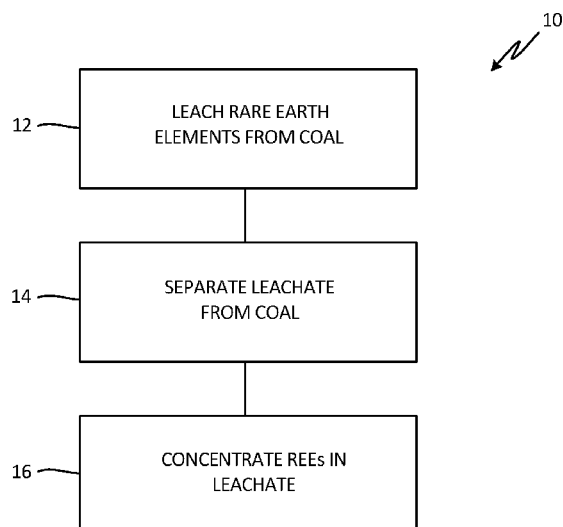 10
12
LEACH RARE EARTH
ELEMENTS FROM COAL
14
SEPARATE LEACHATE
FROM COAL
16
CONCENTRATE REEs IN
LEACHATE